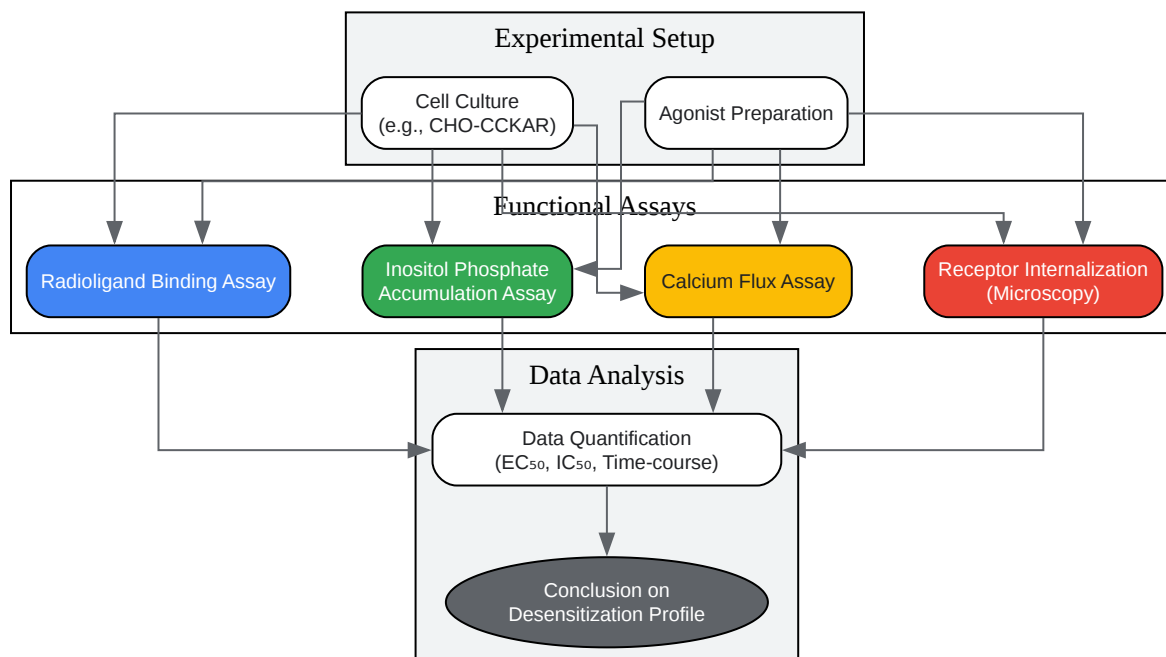 Experimental Setup
Cell Culture
(e.g., CHO-CCKAR)
Agonist Preparation
Functional Assays
Radioligand Binding Assay
Inositol Phosphate
Accumulation Assay
Calcium Flux Assay
Receptor Internalization
(Microscopy)
Data Analysis
Data Quantification
(EC₅₀, IC₅₀, Time-course)
Conclusion on
Desensitization Profile